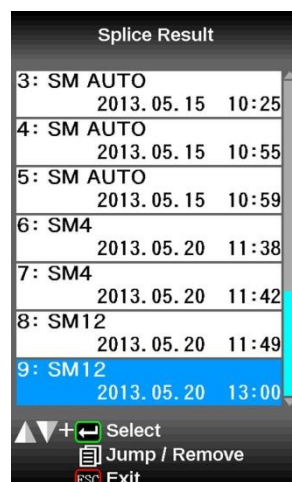 Splice Result
3: SM AUTO
2013.05.15 10:25
4: SM AUTO
2013.05.15 10:55
5: SM AUTO
2013.05.15 10:59
6: SM4
2013.05.20 11:38
7: SM4
2013.05.20 11:42
8: SM12
2013.05.20 11:49
9: SM12
2013.05.20 13:00
+ Select
Jump / Remove
ESC Exit